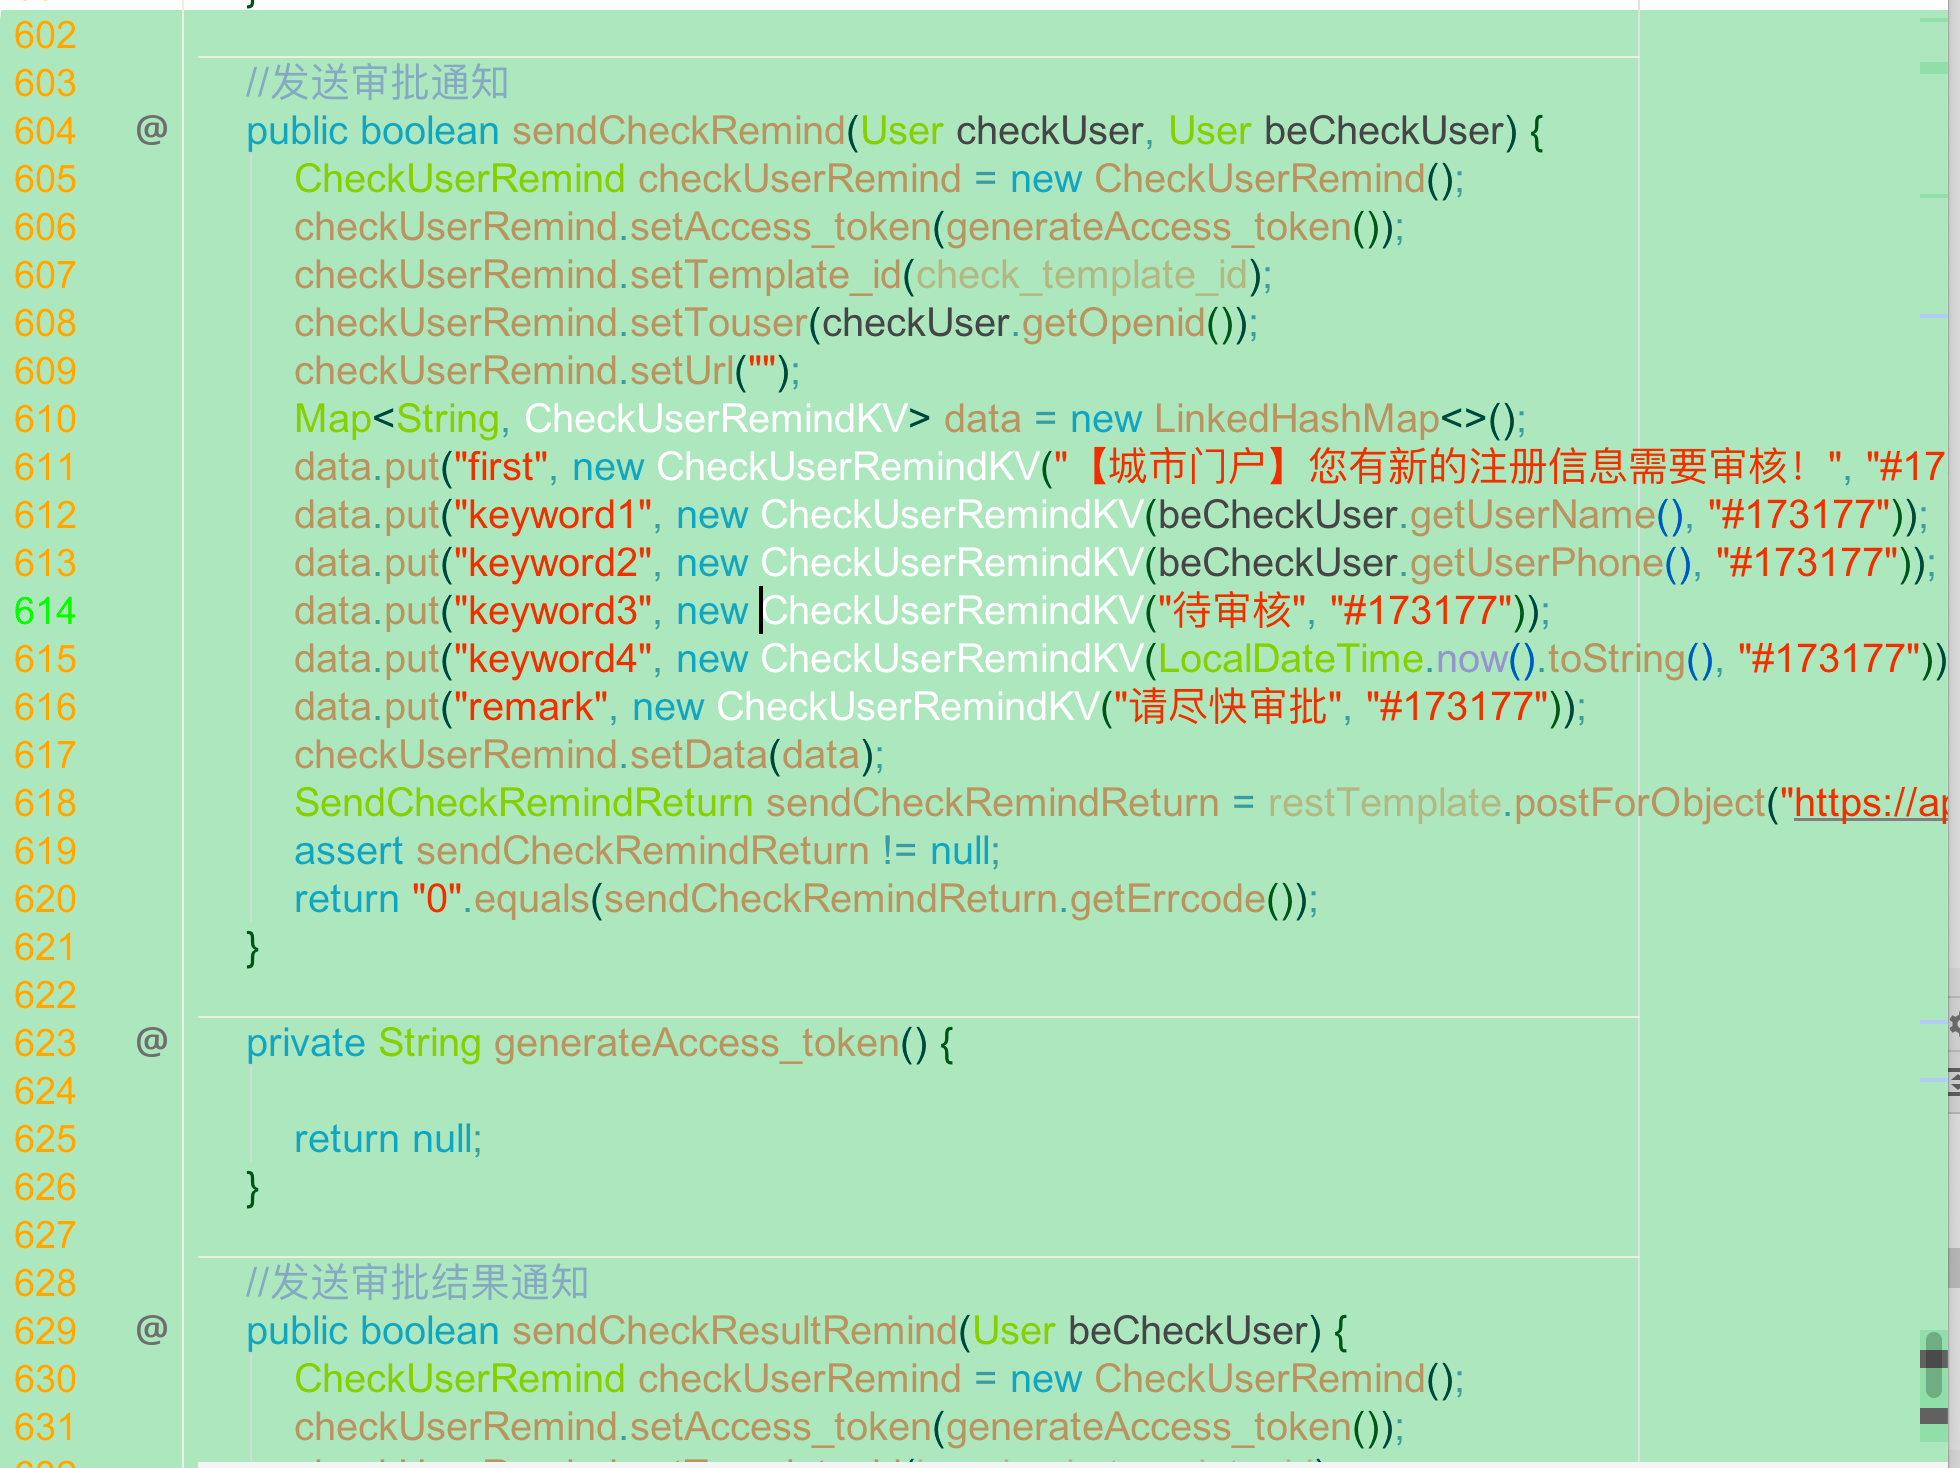 602
603 //发送审批通知
604 @ public boolean sendCheckRemind(User checkUser, User beCheckUser) {
605 CheckUserRemind checkUserRemind = new CheckUserRemind();
606 checkUserRemind.setAccess_token(generateAccess_token());
607 checkUserRemind.setTemplate_id(check_template_id);
608 checkUserRemind.setTouser(checkUser.getOpenid());
609 checkUserRemind.setUrl("");
610 Map<String, CheckUserRemindKV> data = new LinkedHashMap<>();
611 data.put("first", new CheckUserRemindKV("【城市门户】您有新的注册信息需要审核！", "#17
612 data.put("keyword1", new CheckUserRemindKV(beCheckUser.getUserName(), "#173177"));
613 data.put("keyword2", new CheckUserRemindKV(beCheckUser.getUserPhone(), "#173177"));
614 data.put("keyword3", new CheckUserRemindKV("待审核", "#173177"));
615 data.put("keyword4", new CheckUserRemindKV(LocalDateTime.now().toString(), "#173177"))
616 data.put("remark", new CheckUserRemindKV("请尽快审批", "#173177"));
617 checkUserRemind.setData(data);
618 SendCheckRemindReturn sendCheckRemindReturn = restTemplate.postForObject("https://ap
619 assert sendCheckRemindReturn != null;
620 return "0".equals(sendCheckRemindReturn.getErrcode());
621 }
622
623 @ private String generateAccess_token() {
624
625 return null;
626 }
627
628 //发送审批结果通知
629 @ public boolean sendCheckResultRemind(User beCheckUser) {
630 CheckUserRemind checkUserRemind = new CheckUserRemind();
631 checkUserRemind.setAccess_token(generateAccess_token());